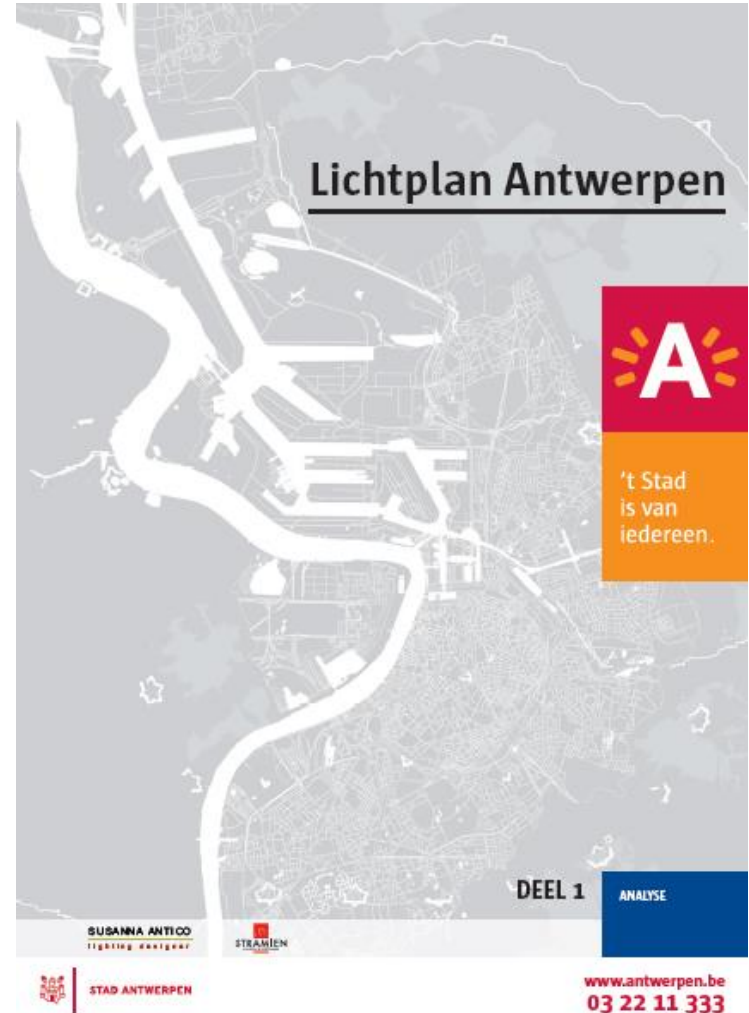 Lichtplan Antwerpen
A
't Stad
is van
iedereen.
DEEL 1
ANALYSE
SUSANNA ANTICO
lighting designer
STRAMIEN
STAD ANTWERPEN
www.antwerpen.be
03 22 11 333